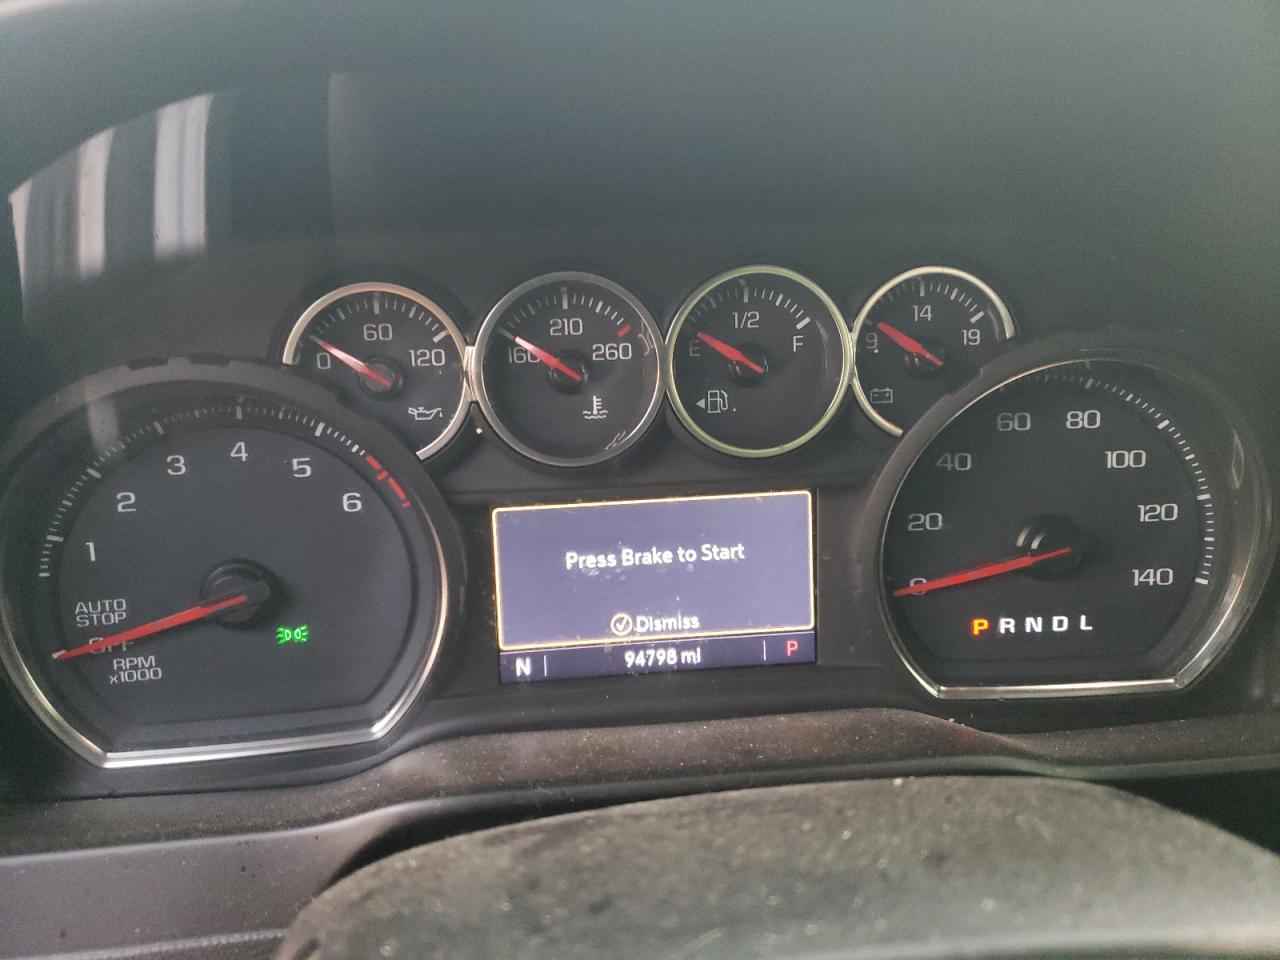 0 60 120
160 210 260
E 1/2 F
9 14 19
1 2 3 4 5 6
AUTO
STOP
OFF
RPM
x1000
Press Brake to Start
Dismiss
N 94798 mi P
0 20 40 60 80 100 120 140
P R N D L